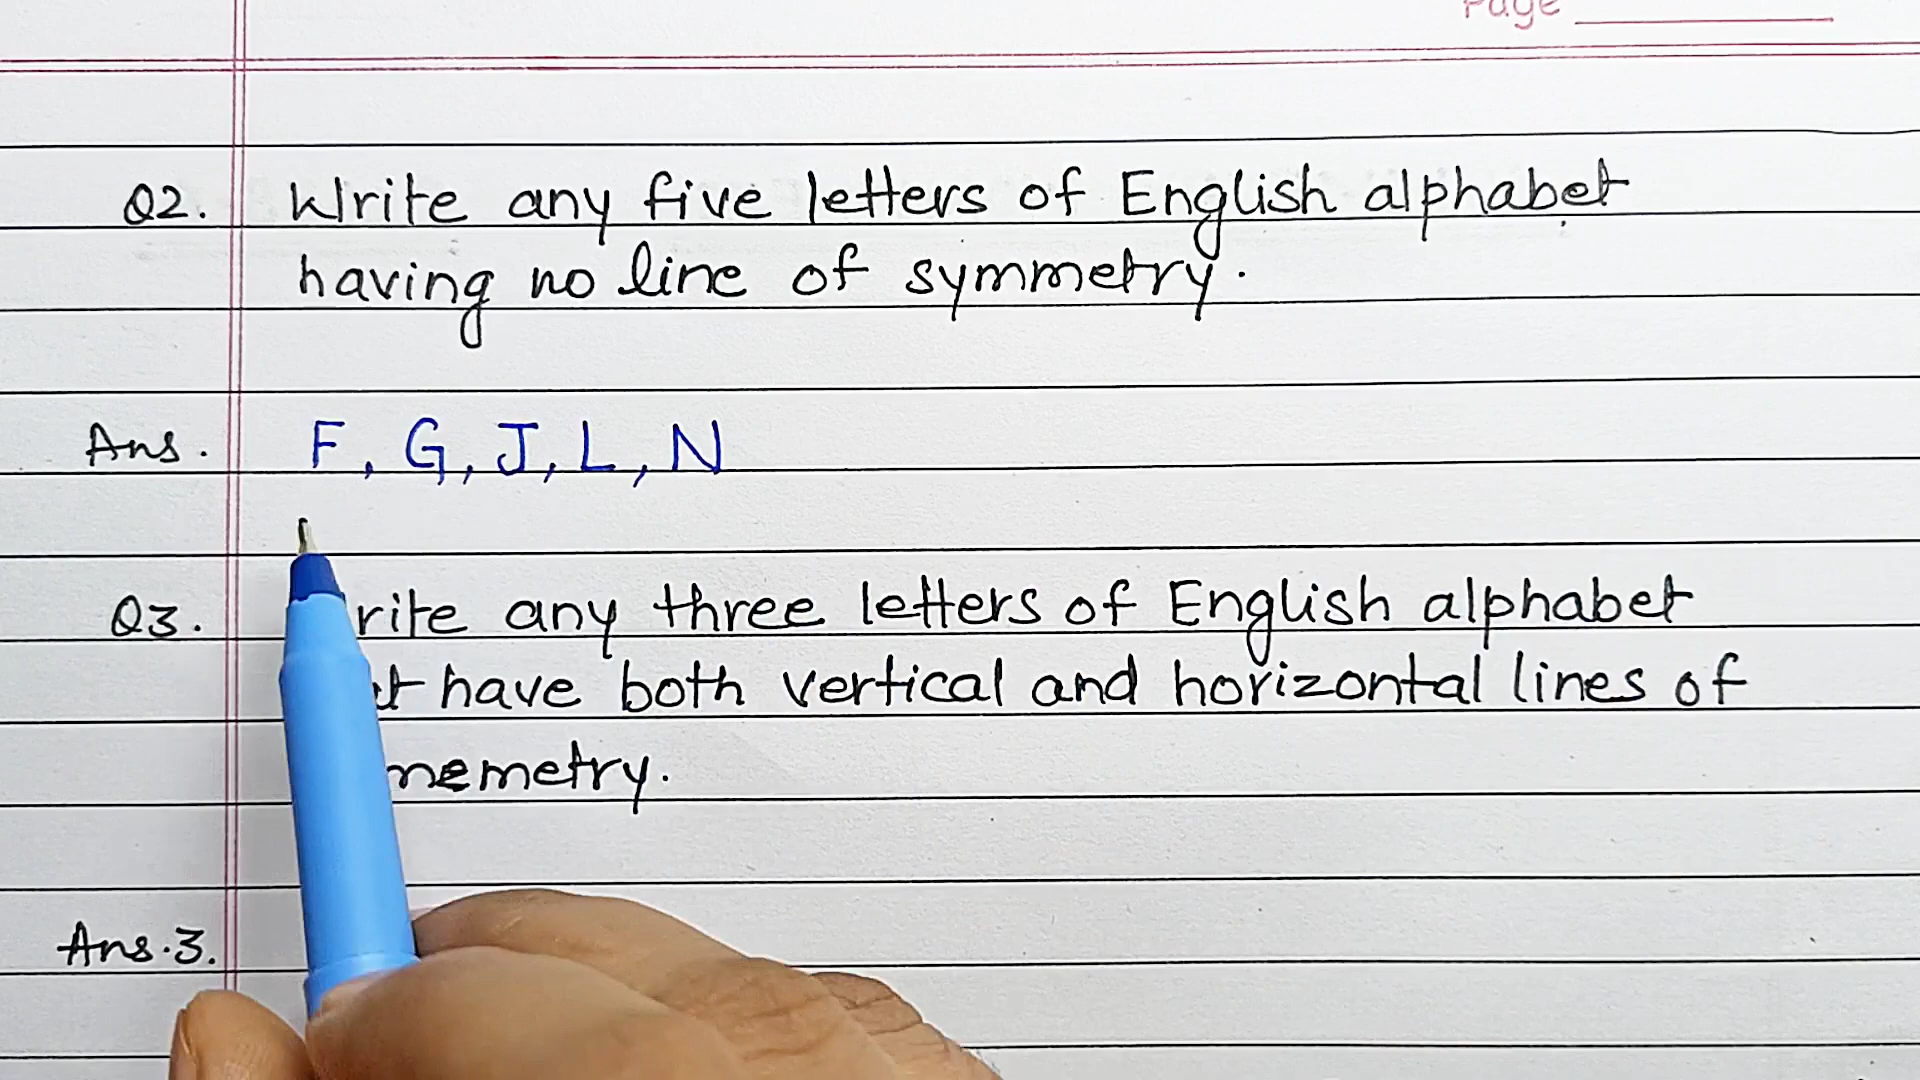 Page
Q2. Write any five letters of English alphabet
having no line of symmetry.
Ans. F, G, J, L, N
Q3. rite any three letters of English alphabet
have both vertical and horizontal lines of
Ans.3.